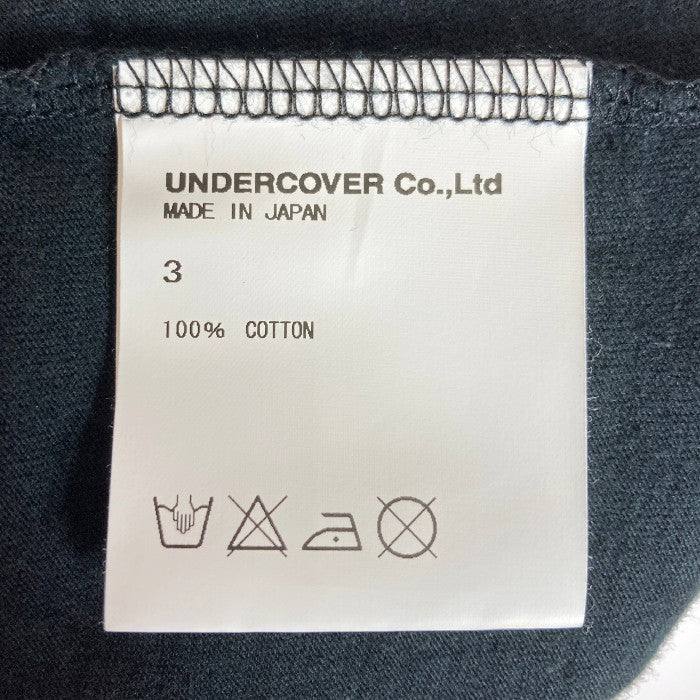 UNDERCOVER Co.,Ltd
MADE IN JAPAN
3
100% COTTON